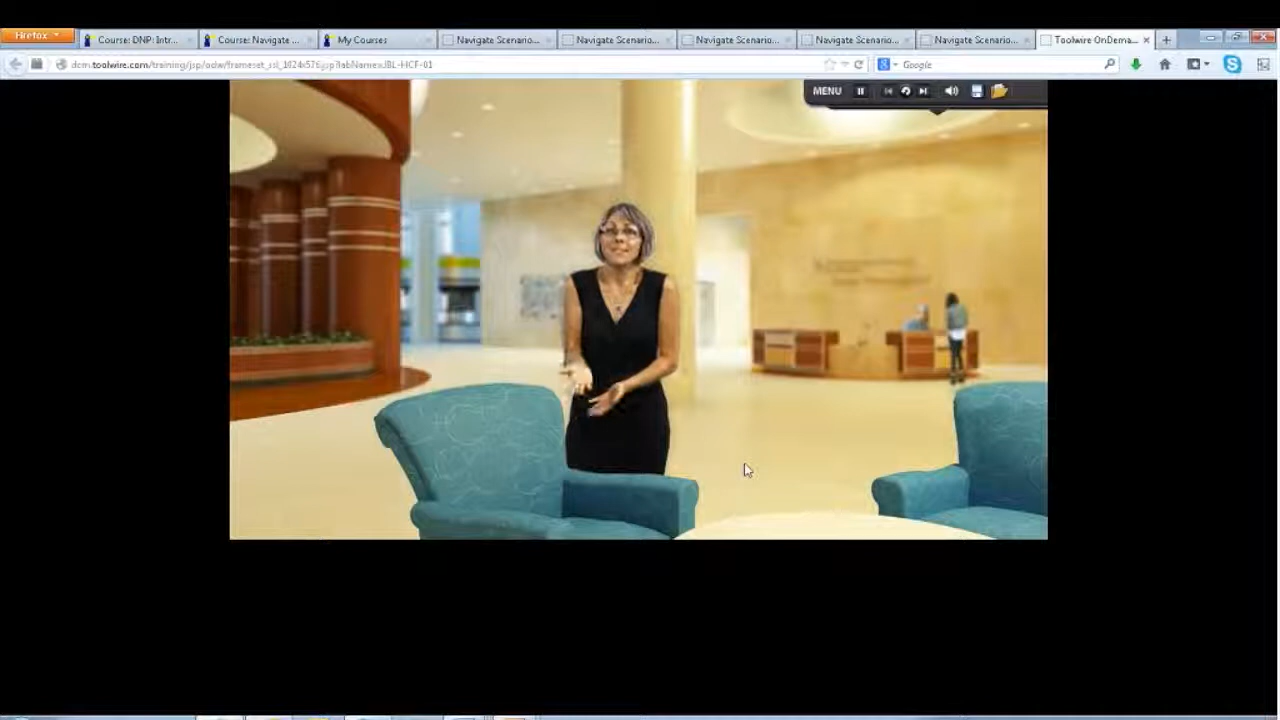 Firefox
Course: DNP: Intr...
Course: Navigate ...
My Courses
Navigate Scenario...
Navigate Scenario...
Navigate Scenario...
Navigate Scenario...
Navigate Scenario...
Toolwire OnDema...
Google
MENU